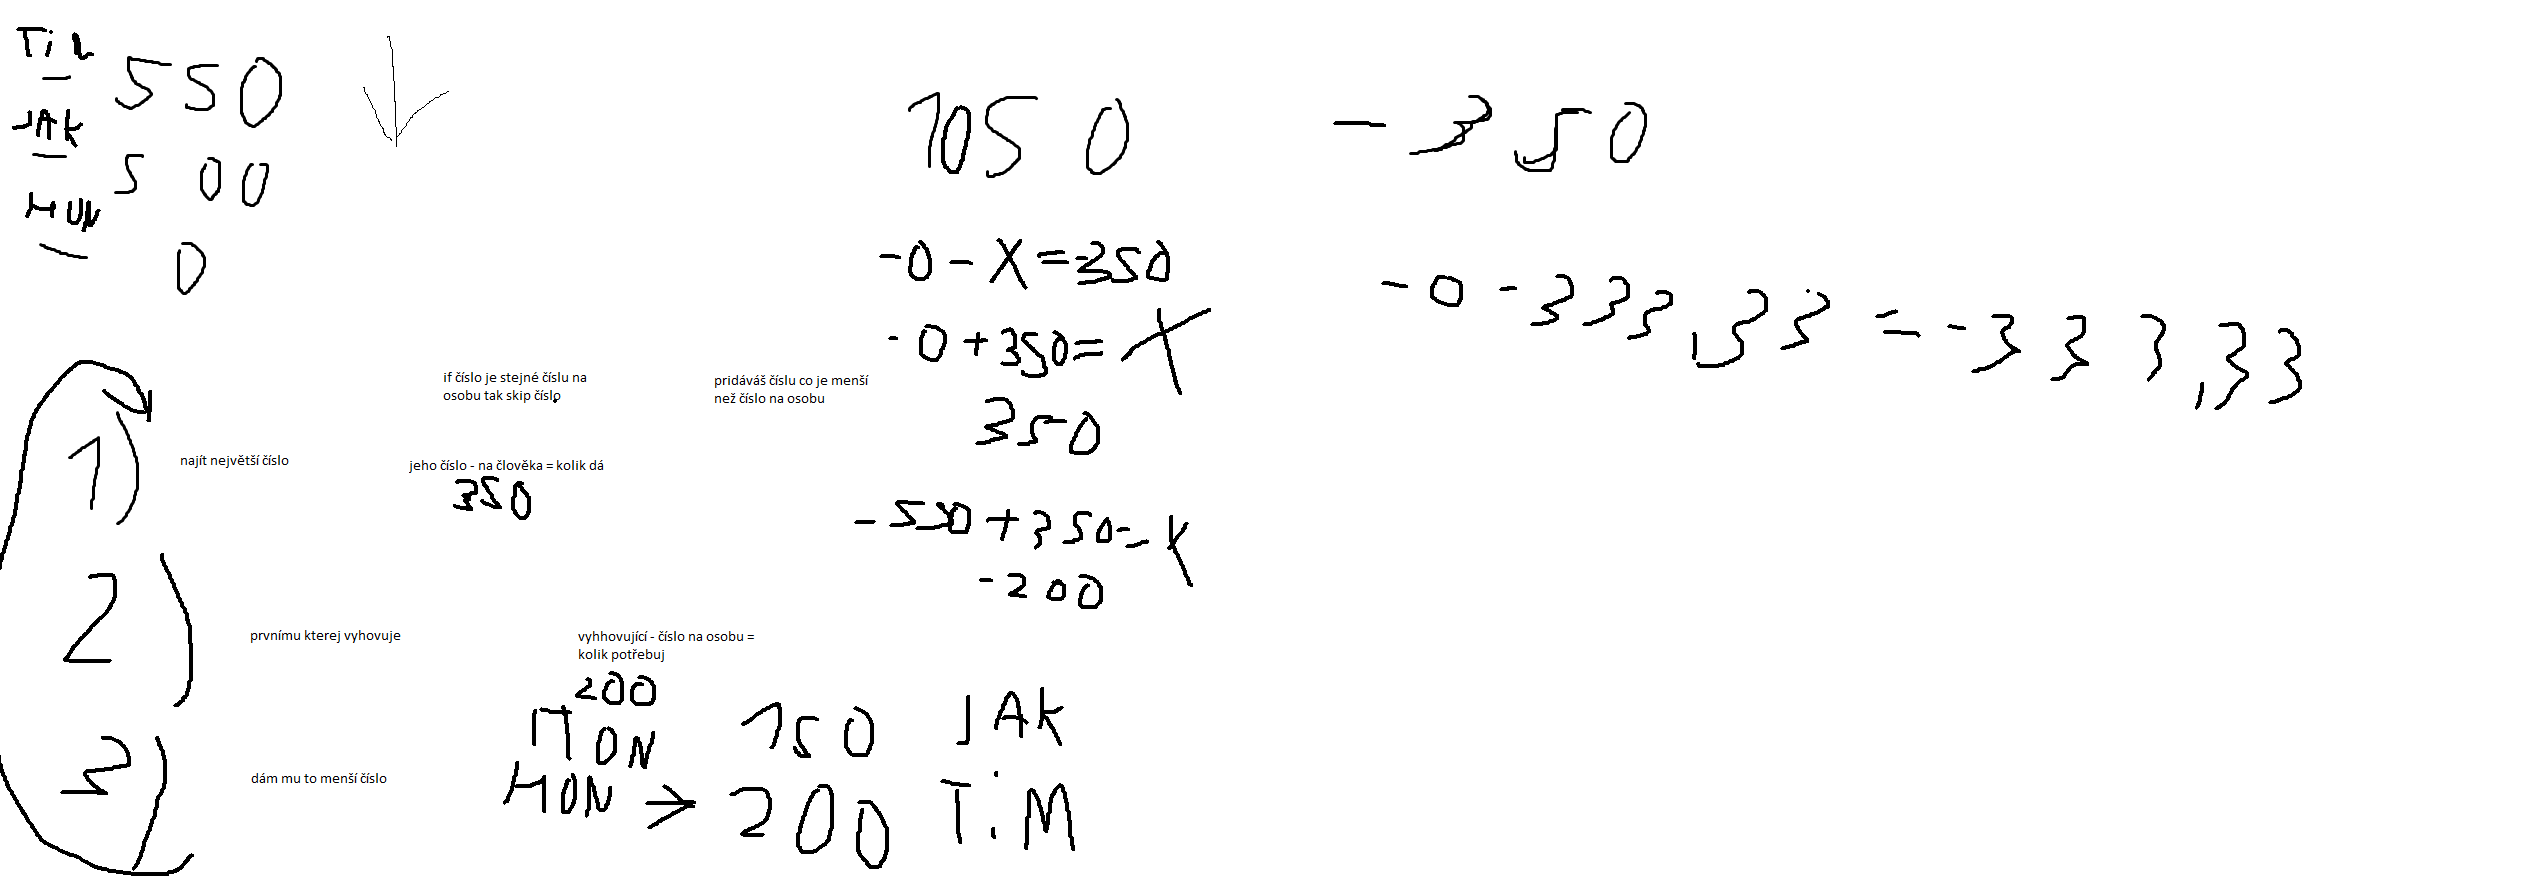 Tim
550
JAK
500
MON
0
1050
- 350
-0 - X = -350
-0 + 350 = X
350
-550 + 350 = X
-200
-0 -333,33 = -333,33
1)
najít největší číslo
if číslo je stejné číslu na
osobu tak skip číslo
jeho číslo - na člověka = kolik dá
350
pridáváš číslu co je menší
než číslo na osobu
2)
prvnímu kterej vyhovuje
vyhhovující - číslo na osobu =
kolik potřebuj
200
3)
dám mu to menší číslo
MON 150 JAK
MON → 200 TiM